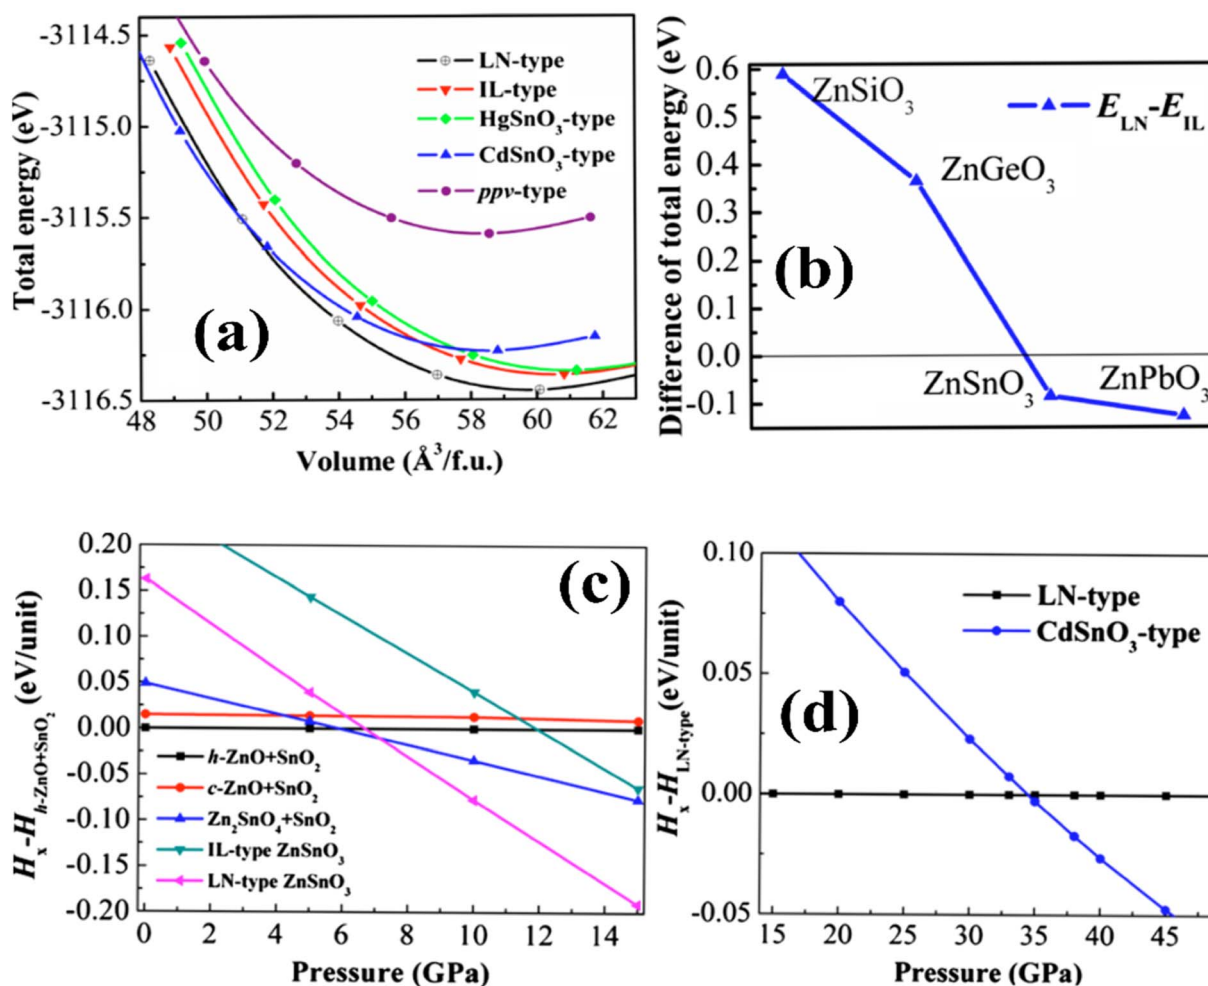 (a)
Total energy (eV)
-3114.5
-3115.0
-3115.5
-3116.0
-3116.5
LN-type
IL-type
HgSnO₃-type
CdSnO₃-type
ppv-type
48 50 52 54 56 58 60 62
Volume (Å³/f.u.)
(b)
Difference of total energy (eV)
0.6
0.5
0.4
0.3
0.2
0.1
0.0
-0.1
E_LN-E_IL
ZnSiO₃
ZnGeO₃
ZnSnO₃
ZnPbO₃
(c)
H_x-H_h-ZnO+SnO₂ (eV/unit)
0.20
0.15
0.10
0.05
0.00
-0.05
-0.10
-0.15
-0.20
h-ZnO+SnO₂
c-ZnO+SnO₂
Zn₂SnO₄+SnO₂
IL-type ZnSnO₃
LN-type ZnSnO₃
0 2 4 6 8 10 12 14
Pressure (GPa)
(d)
H_x-H_LN-type(eV/unit)
0.10
0.05
0.00
-0.05
LN-type
CdSnO₃-type
15 20 25 30 35 40 45
Pressure (GPa)